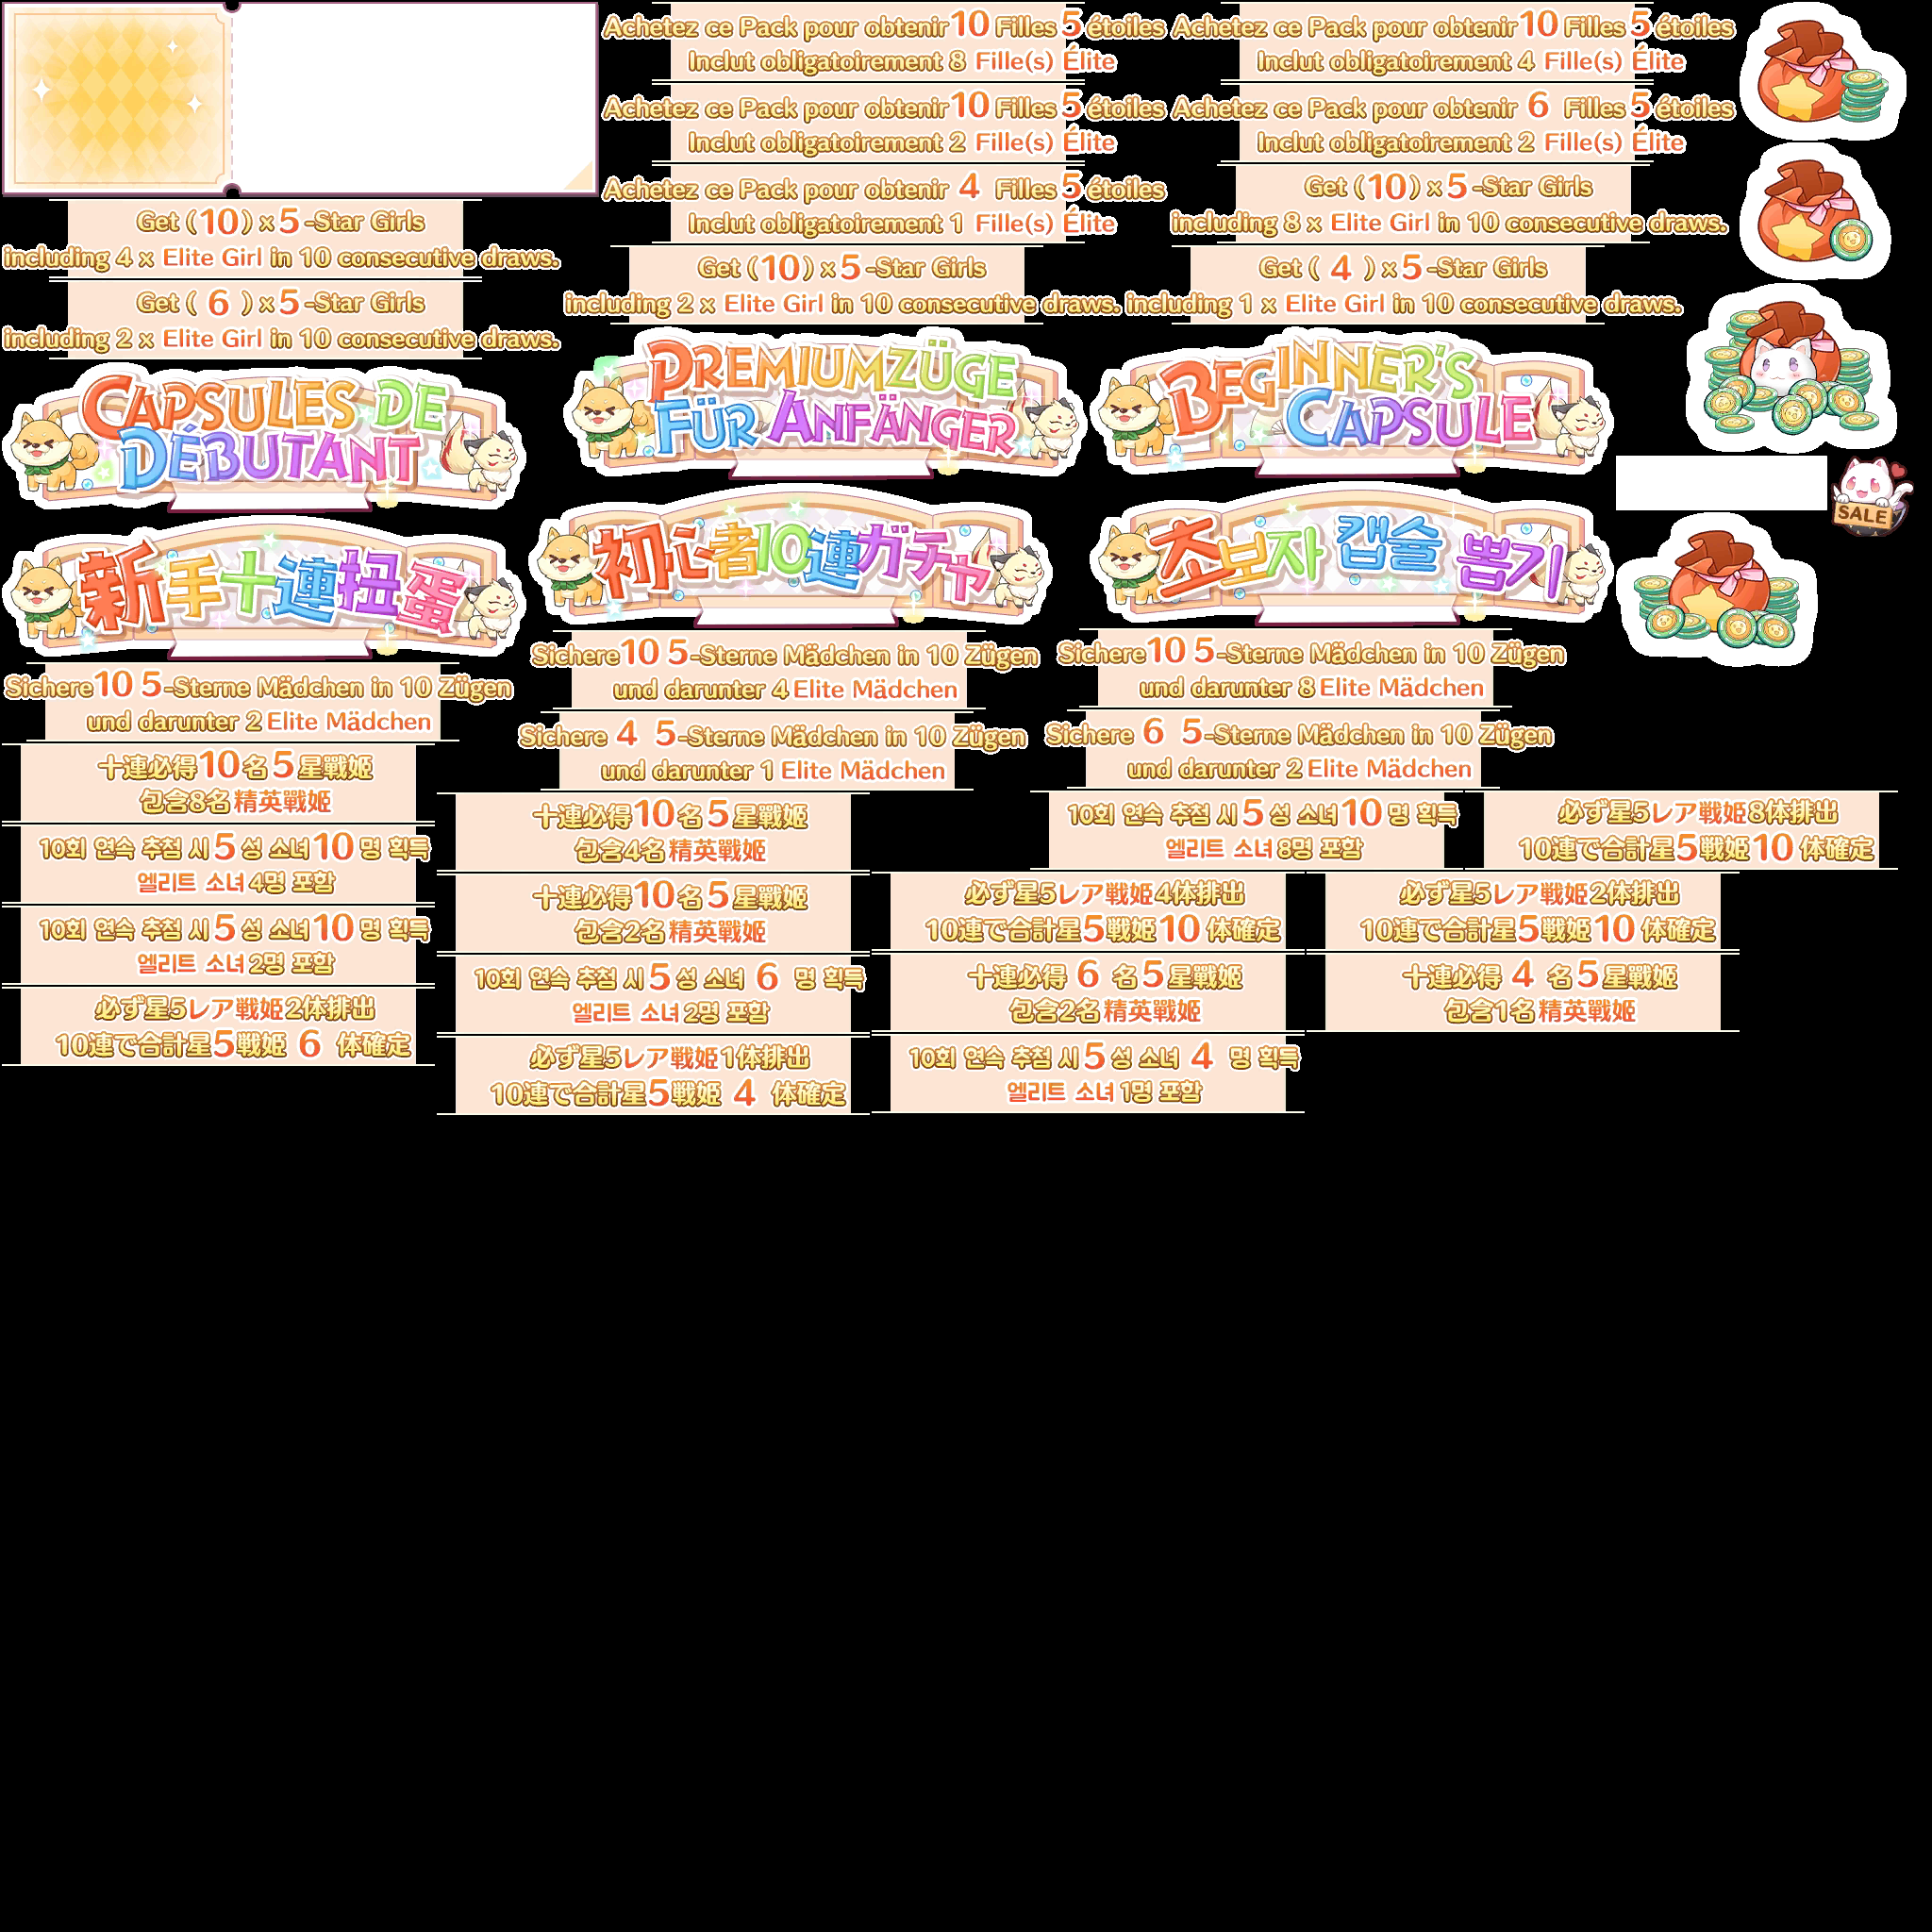 Achetez ce Pack pour obtenir 10 Filles 5 étoiles
Inclut obligatoirement 8 Fille(s) Élite
Achetez ce Pack pour obtenir 10 Filles 5 étoiles
Inclut obligatoirement 4 Fille(s) Élite
Achetez ce Pack pour obtenir 10 Filles 5 étoiles
Inclut obligatoirement 2 Fille(s) Élite
Achetez ce Pack pour obtenir 6 Filles 5 étoiles
Inclut obligatoirement 2 Fille(s) Élite
Achetez ce Pack pour obtenir 4 Filles 5 étoiles
Inclut obligatoirement 1 Fille(s) Élite
Get (10) x 5-Star Girls
including 8 x Elite Girl in 10 consecutive draws.
Get (10) x 5-Star Girls
including 4 x Elite Girl in 10 consecutive draws.
Get (10) x 5-Star Girls
including 2 x Elite Girl in 10 consecutive draws.
Get ( 4 ) x 5-Star Girls
including 1 x Elite Girl in 10 consecutive draws.
Get ( 6 ) x 5-Star Girls
including 2 x Elite Girl in 10 consecutive draws.
CAPSULES DE
DÉBUTANT
PREMIUMZÜGE
FÜR ANFÄNGER
BEGINNER'S
CAPSULE
SALE
新手十連扭蛋
初心者10連ガチャ
초보자 캡슐 뽑기
Sichere 10 5-Sterne Mädchen in 10 Zügen
und darunter 4 Elite Mädchen
Sichere 10 5-Sterne Mädchen in 10 Zügen
und darunter 8 Elite Mädchen
Sichere 10 5-Sterne Mädchen in 10 Zügen
und darunter 2 Elite Mädchen
Sichere 4 5-Sterne Mädchen in 10 Zügen
und darunter 1 Elite Mädchen
Sichere 6 5-Sterne Mädchen in 10 Zügen
und darunter 2 Elite Mädchen
十連必得10名5星戰姬
包含8名精英戰姬
十連必得10名5星戰姬
包含4名精英戰姬
10회 연속 추첨 시 5성 소녀 10명 획득
엘리트 소녀 8명 포함
必ず星5レア戦姫8体排出
10連で合計星5戦姫10体確定
10회 연속 추첨 시 5성 소녀 10명 획득
엘리트 소녀 4명 포함
十連必得10名5星戰姬
包含2名精英戰姬
必ず星5レア戦姫4体排出
10連で合計星5戦姫10体確定
必ず星5レア戦姫2体排出
10連で合計星5戦姫10体確定
10회 연속 추첨 시 5성 소녀 10명 획득
엘리트 소녀 2명 포함
10회 연속 추첨 시 5성 소녀 6명 획득
엘리트 소녀 2명 포함
十連必得 6 名5星戰姬
包含2名精英戰姬
十連必得 4 名5星戰姬
包含1名精英戰姬
必ず星5レア戦姫2体排出
10連で合計星5戦姫 6 体確定
必ず星5レア戦姫1体排出
10連で合計星5戦姫 4 体確定
10회 연속 추첨 시 5성 소녀 4명 획득
엘리트 소녀 1명 포함